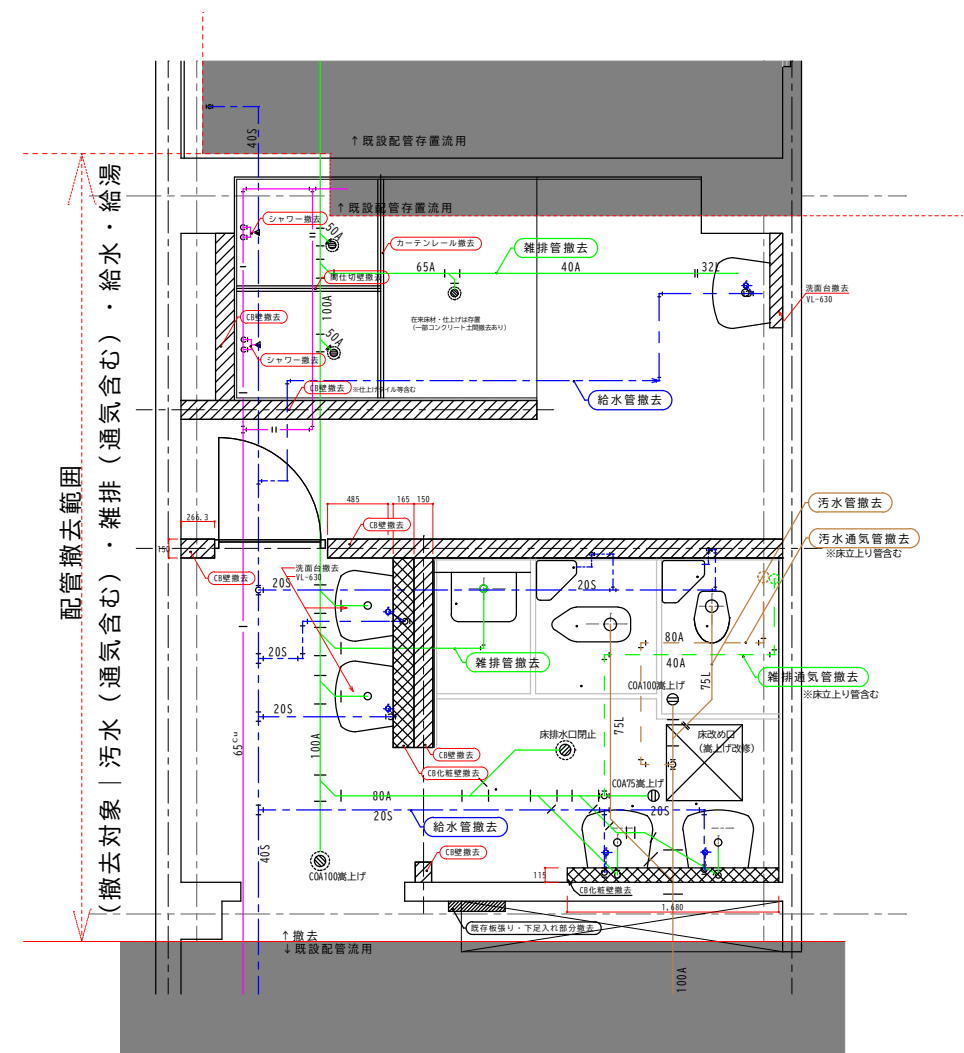 40S
↑既設配管存置流用
↑既設配管存置流用
シャワー撤去
50A
カーテンレール撤去
雑排管撤去
65A
40A
32L
間仕切壁撤去
100A
洗面台撤去
VL-630
CB壁撤去
在来床材・仕上げは存置
(一部コンクリート土間撤去あり)
50A
シャワー撤去
CB壁撤去
※仕上げタイル等含む
給水管撤去
配管撤去範囲
(撤去対象|汚水(通気含む)・雑排(通気含む)・給水・給湯
485
165
150
266.3
CB壁撤去
150
汚水管撤去
汚水通気管撤去
※床立上り管含む
CB壁撤去
洗面台撤去
VL-630
20S
20S
80A
40A
20S
雑排管撤去
雑排通気管撤去
※床立上り管含む
COA100嵩上げ
75L
75L
20S
65Cu
100A
床排水口閉止
床改め口
(嵩上げ改修)
CB壁撤去
CB化粧壁撤去
COA75嵩上げ
80A
20S
20S
給水管撤去
40S
CB壁撤去
COA100嵩上げ
115
CB化粧壁撤去
1,680
既存板張り・下足入れ部分撤去
↑撤去
↓既設配管流用
100A